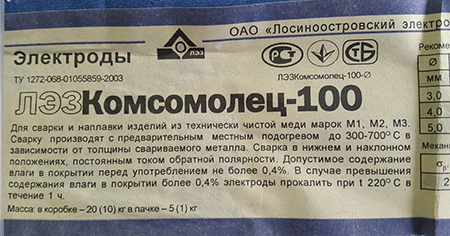 ОАО «Лосиноостровский электро
Электроды
ЛЭЗ
РСТ
СТБ
ТУ 1272-068-01055859-2003
ЛЭЗКомсомолец-100-Ø
ЛЭЗКомсомолец-100
Для сварки и наплавки изделий из технически чистой меди марок М1, М2, М3.
Сварку производят с предварительным местным подогревом до 300-700° С в
зависимости от толщины свариваемого металла. Сварка в нижнем и наклонном
положениях, постоянным током обратной полярности. Допустимое содержание
влаги в покрытии перед употреблением не более 0,4%. В случае превышения
содержания влаги в покрытии более 0,4% электроды прокалить при t 220° С в
течение 1 ч.
Масса: в коробке – 20 (10) кг в пачке – 5 (1) кг
Рекоме
Ø
мм
3,0
4,0
5,0
Механи
σ
2